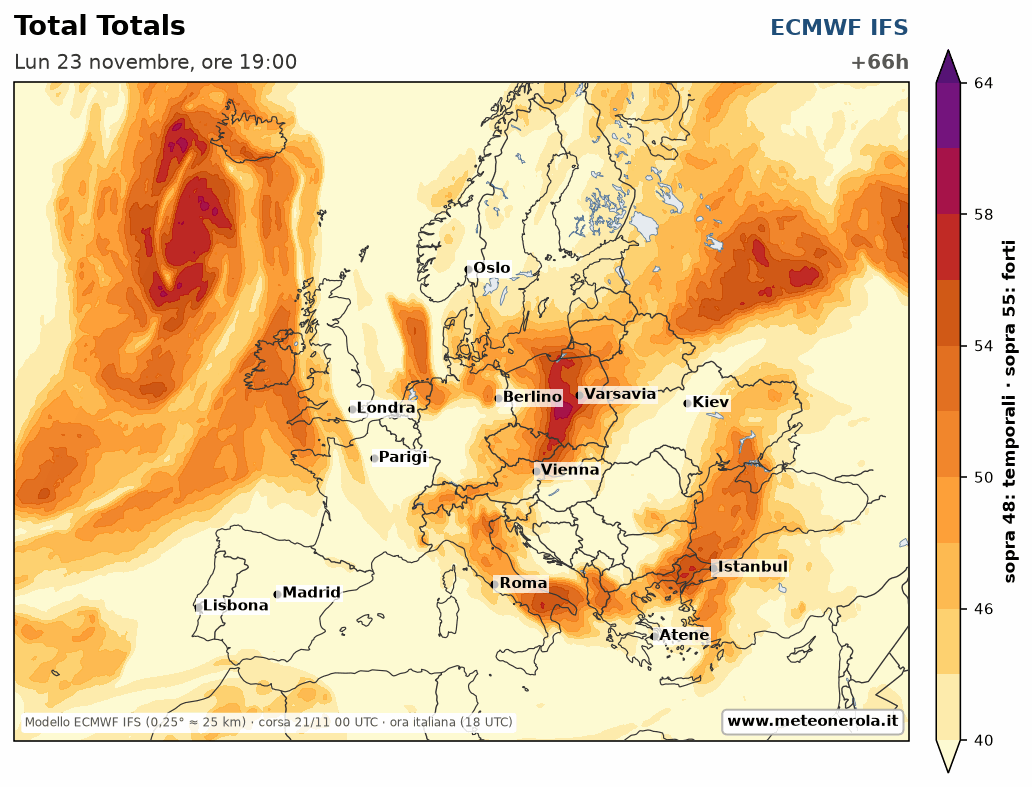 Total Totals
ECMWF IFS
Lun 23 novembre, ore 19:00
+66h
64
58
54
50
46
40
sopra 48: temporali · sopra 55: forti
Oslo
Berlino
Varsavia
Kiev
Londra
Parigi
Vienna
Istanbul
Roma
Madrid
Lisbona
Atene
Modello ECMWF IFS (0,25° ≈ 25 km) · corsa 21/11 00 UTC · ora italiana (18 UTC)
www.meteonerola.it